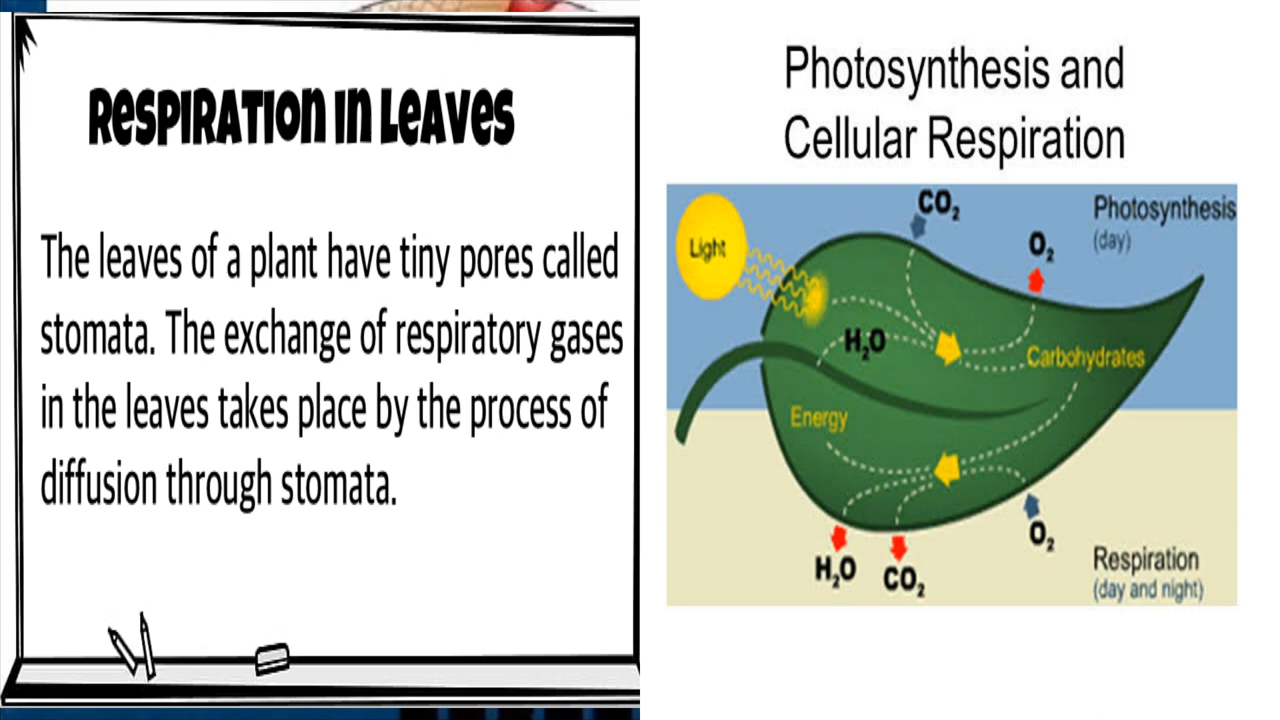 RESPIRATION IN LEAVES
The leaves of a plant have tiny pores called
stomata. The exchange of respiratory gases
in the leaves takes place by the process of
diffusion through stomata.
Photosynthesis and
Cellular Respiration
CO₂
Photosynthesis
(day)
Light
O₂
H₂O
Carbohydrates
Energy
O₂
H₂O
CO₂
Respiration
(day and night)